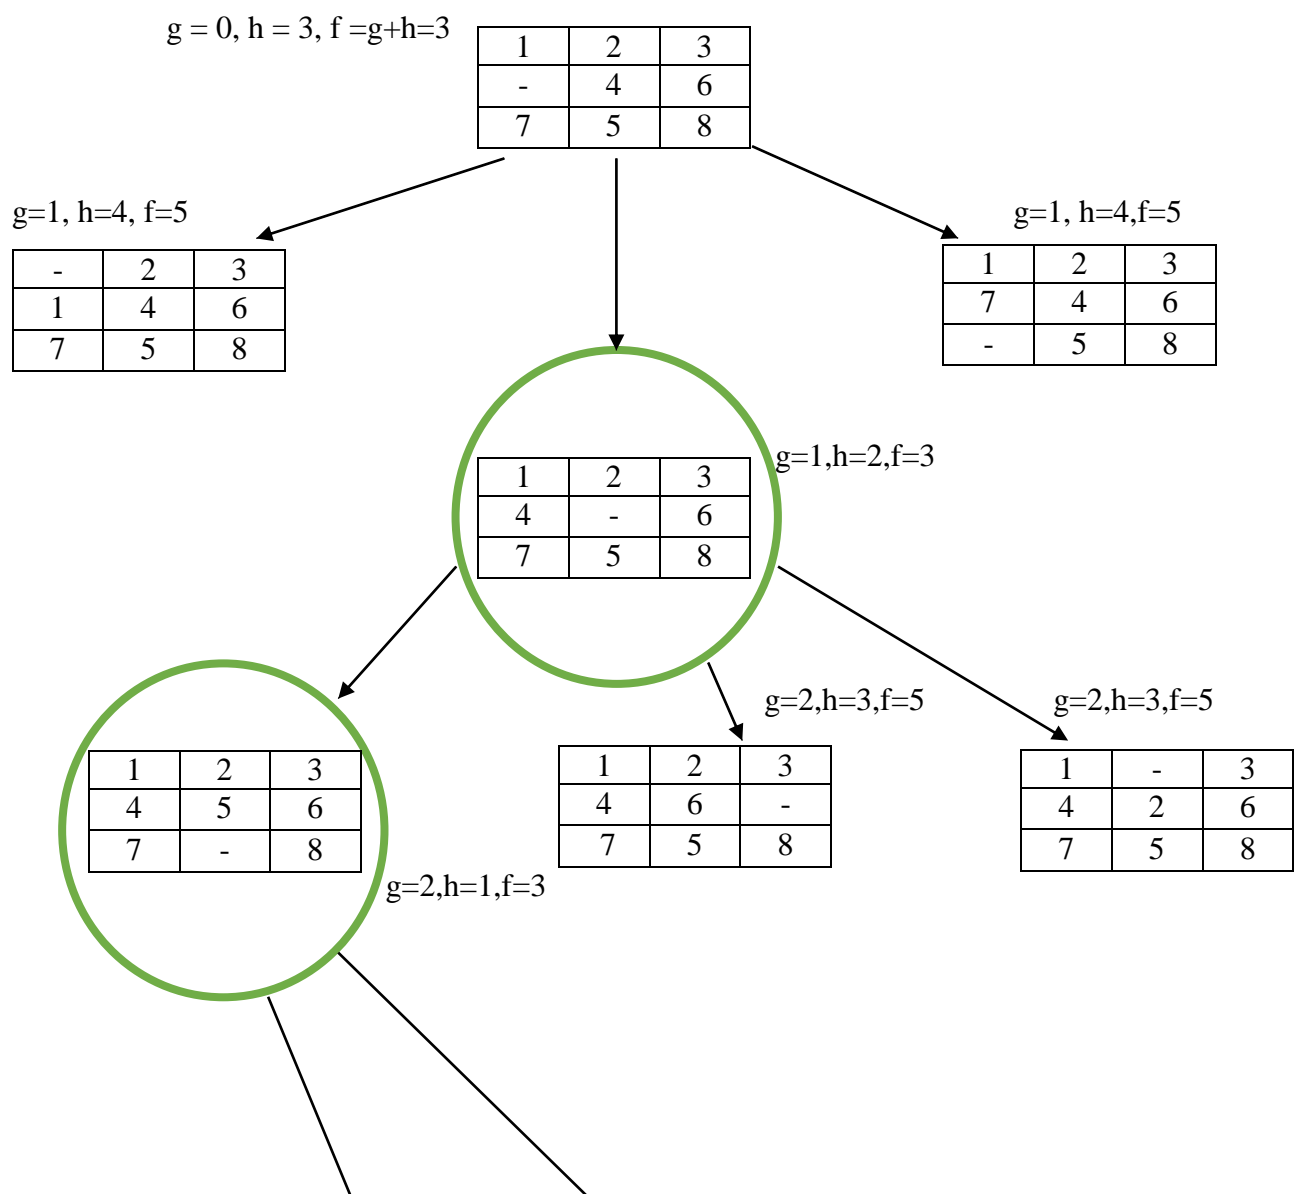 g = 0, h = 3, f =g+h=3
1 2 3
- 4 6
7 5 8
g=1, h=4, f=5
- 2 3
1 4 6
7 5 8
g=1, h=4,f=5
1 2 3
7 4 6
- 5 8
g=1,h=2,f=3
1 2 3
4 - 6
7 5 8
1 2 3
4 5 6
7 - 8
g=2,h=1,f=3
g=2,h=3,f=5
1 2 3
4 6 -
7 5 8
g=2,h=3,f=5
1 - 3
4 2 6
7 5 8